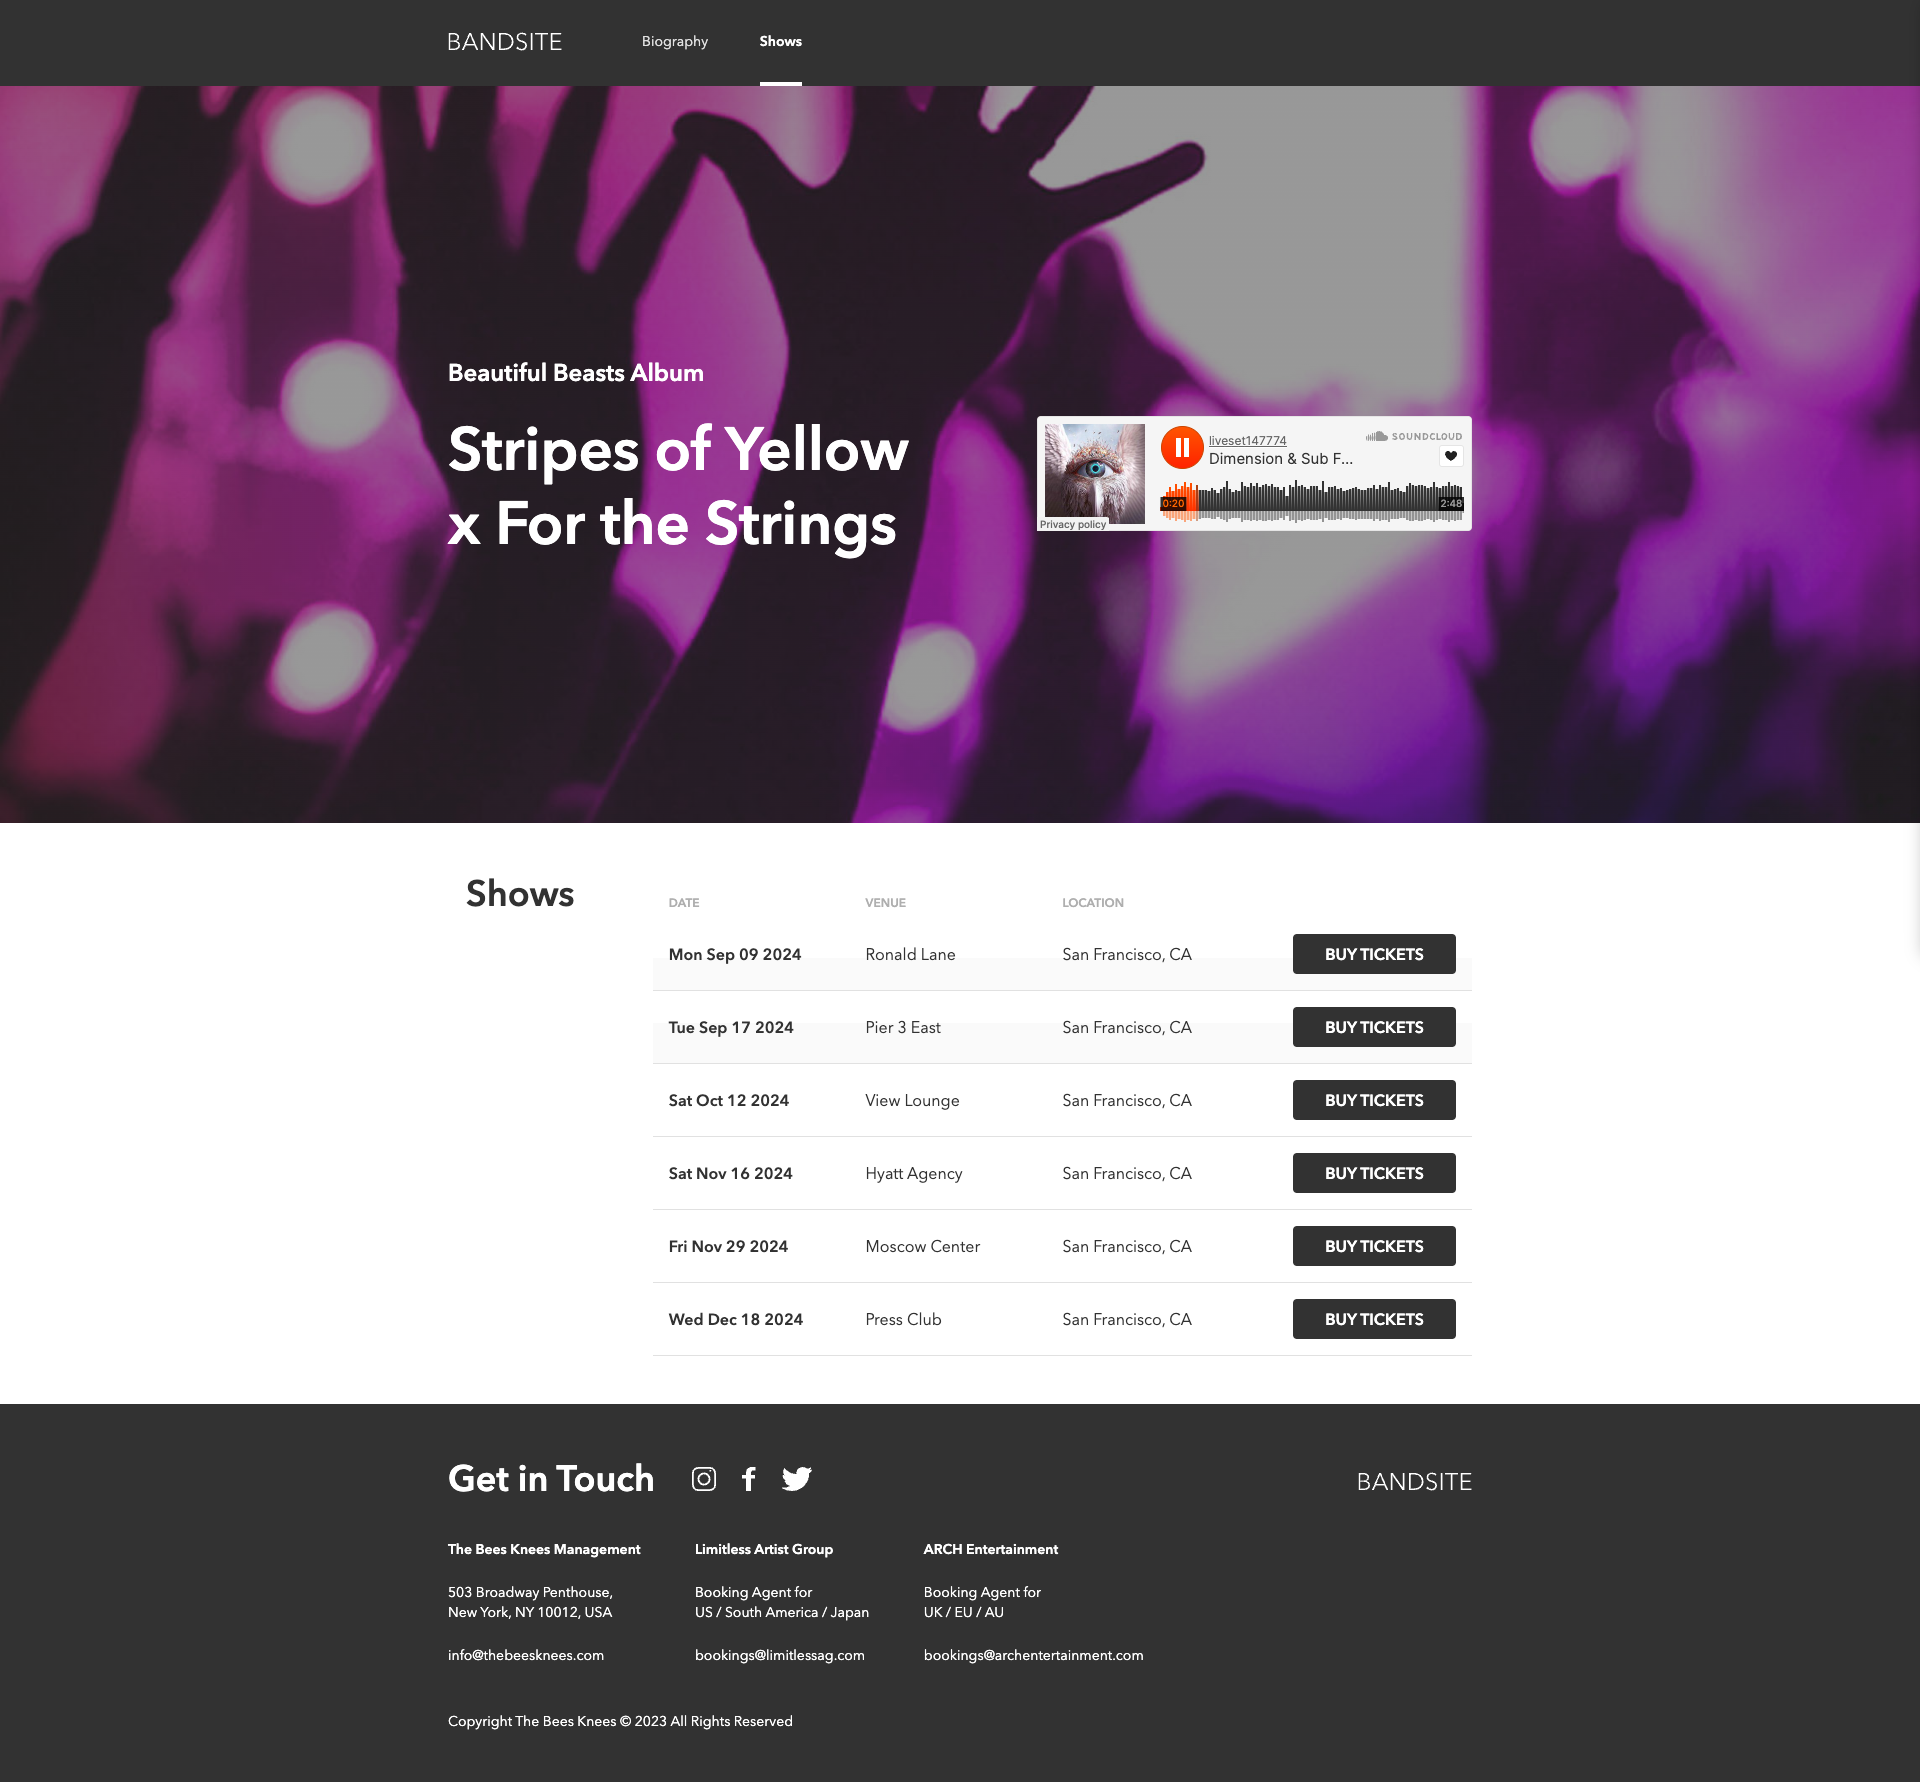 BANDSITE
Biography
Shows
Beautiful Beasts Album
Stripes of Yellow
x For the Strings
liveset147774
SOUNDCLOUD
Dimension & Sub F...
0:20
2:48
Privacy policy
Shows
DATE VENUE LOCATION
Mon Sep 09 2024 Ronald Lane San Francisco, CA BUY TICKETS
Tue Sep 17 2024 Pier 3 East San Francisco, CA BUY TICKETS
Sat Oct 12 2024 View Lounge San Francisco, CA BUY TICKETS
Sat Nov 16 2024 Hyatt Agency San Francisco, CA BUY TICKETS
Fri Nov 29 2024 Moscow Center San Francisco, CA BUY TICKETS
Wed Dec 18 2024 Press Club San Francisco, CA BUY TICKETS
Get in Touch
BANDSITE
The Bees Knees Management
503 Broadway Penthouse,
New York, NY 10012, USA
info@thebeesknees.com
Limitless Artist Group
Booking Agent for
US / South America / Japan
bookings@limitlessag.com
ARCH Entertainment
Booking Agent for
UK / EU / AU
bookings@archentertainment.com
Copyright The Bees Knees © 2023 All Rights Reserved